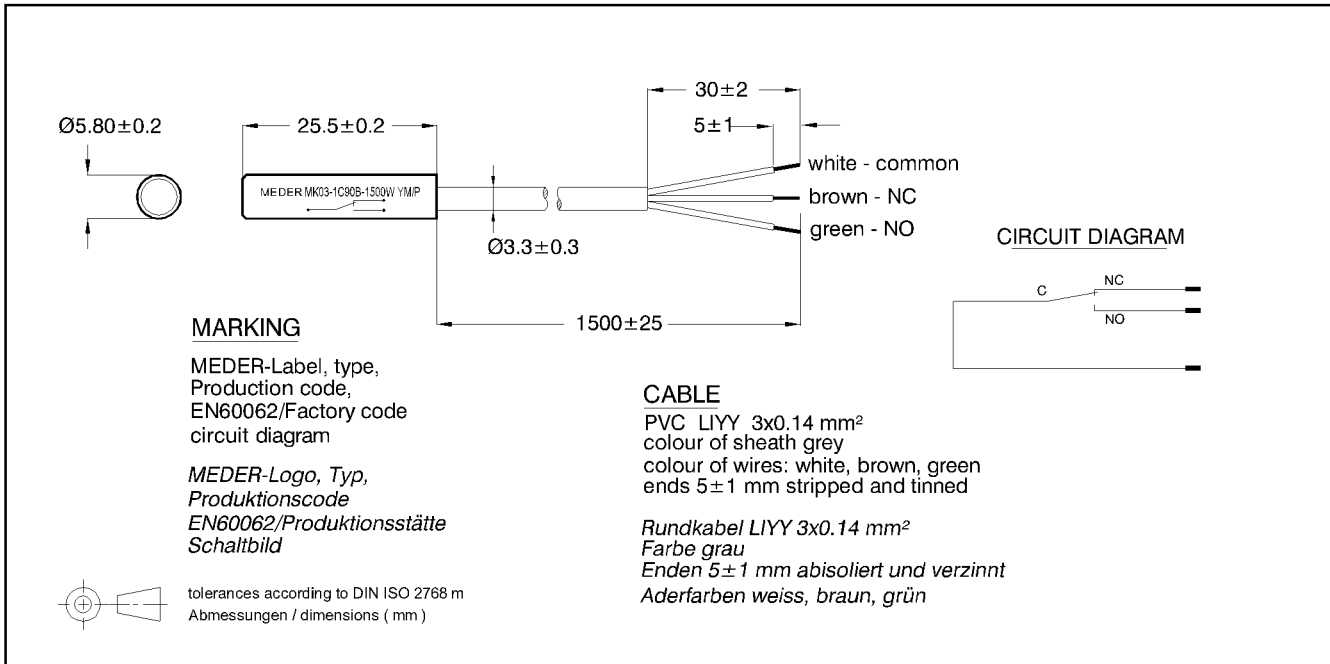 Ø5.80±0.2
25.5±0.2
30±2
5±1
MEDER MK03-1C90B-1500W YM/P
white - common
brown - NC
green - NO
Ø3.3±0.3
1500±25
CIRCUIT DIAGRAM
C
NC
NO
MARKING
MEDER-Label, type,
Production code,
EN60062/Factory code
circuit diagram
MEDER-Logo, Typ,
Produktionscode
EN60062/Produktionsstätte
Schaltbild
CABLE
PVC LIYY 3x0.14 mm²
colour of sheath grey
colour of wires: white, brown, green
ends 5±1 mm stripped and tinned
Rundkabel LIYY 3x0.14 mm²
Farbe grau
Enden 5±1 mm abisoliert und verzinnt
Aderfarben weiss, braun, grün
tolerances according to DIN ISO 2768 m
Abmessungen / dimensions ( mm )